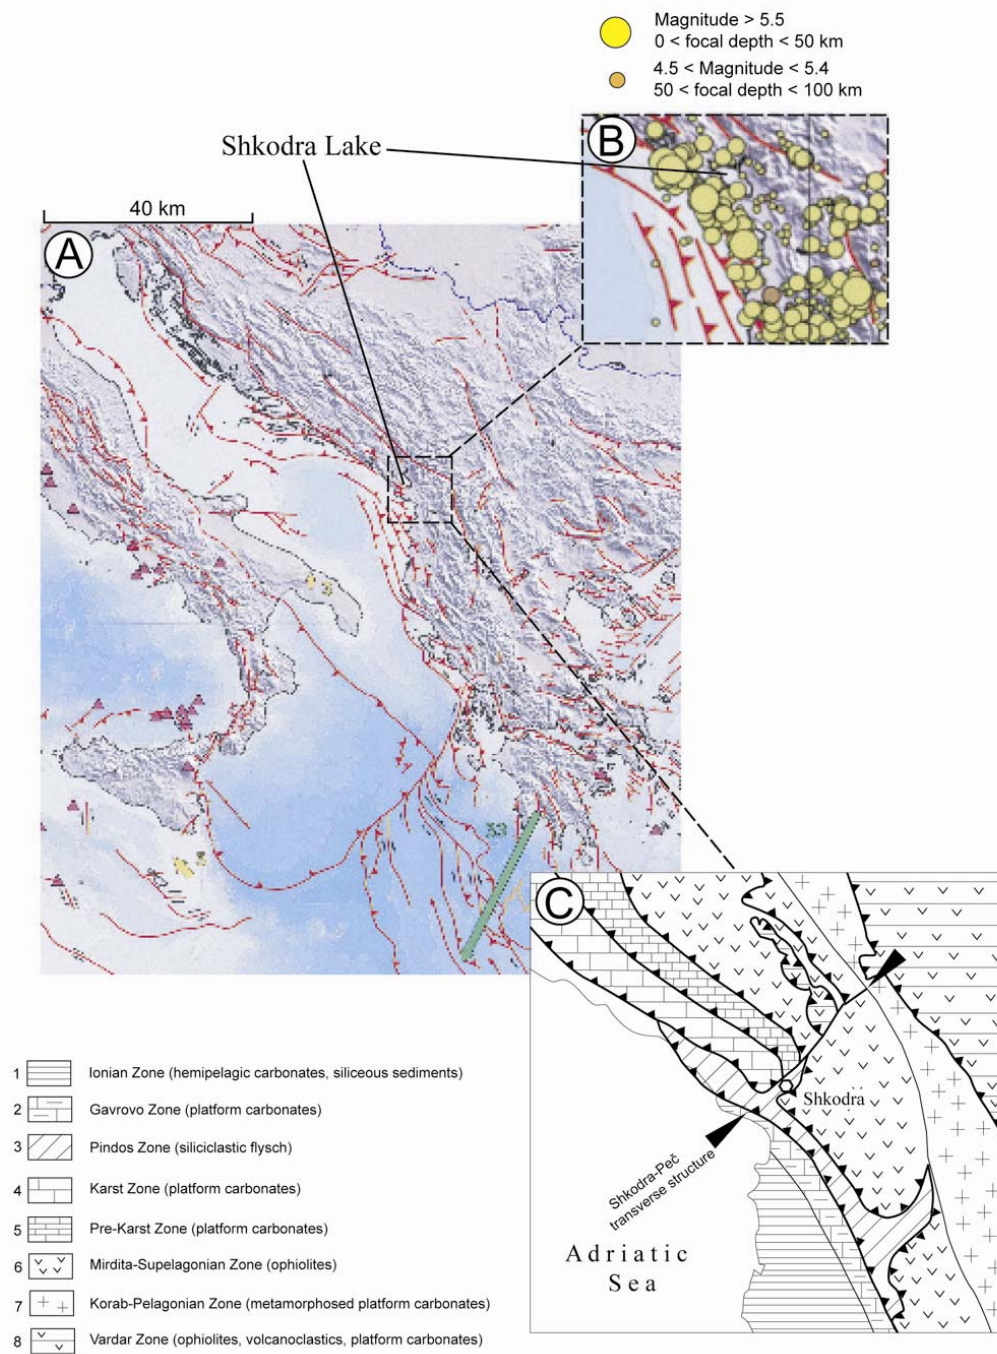 Magnitude > 5.5
0 < focal depth < 50 km
4.5 < Magnitude < 5.4
50 < focal depth < 100 km
B
Shkodra Lake
40 km
A
33
C
Shkodra
Shkodra-Peč
transverse structure
Adriatic
Sea
1 Ionian Zone (hemipelagic carbonates, siliceous sediments)
2 Gavrovo Zone (platform carbonates)
3 Pindos Zone (siliciclastic flysch)
4 Karst Zone (platform carbonates)
5 Pre-Karst Zone (platform carbonates)
6 Mirdita-Supelagonian Zone (ophiolites)
7 Korab-Pelagonian Zone (metamorphosed platform carbonates)
8 Vardar Zone (ophiolites, volcanoclastics, platform carbonates)